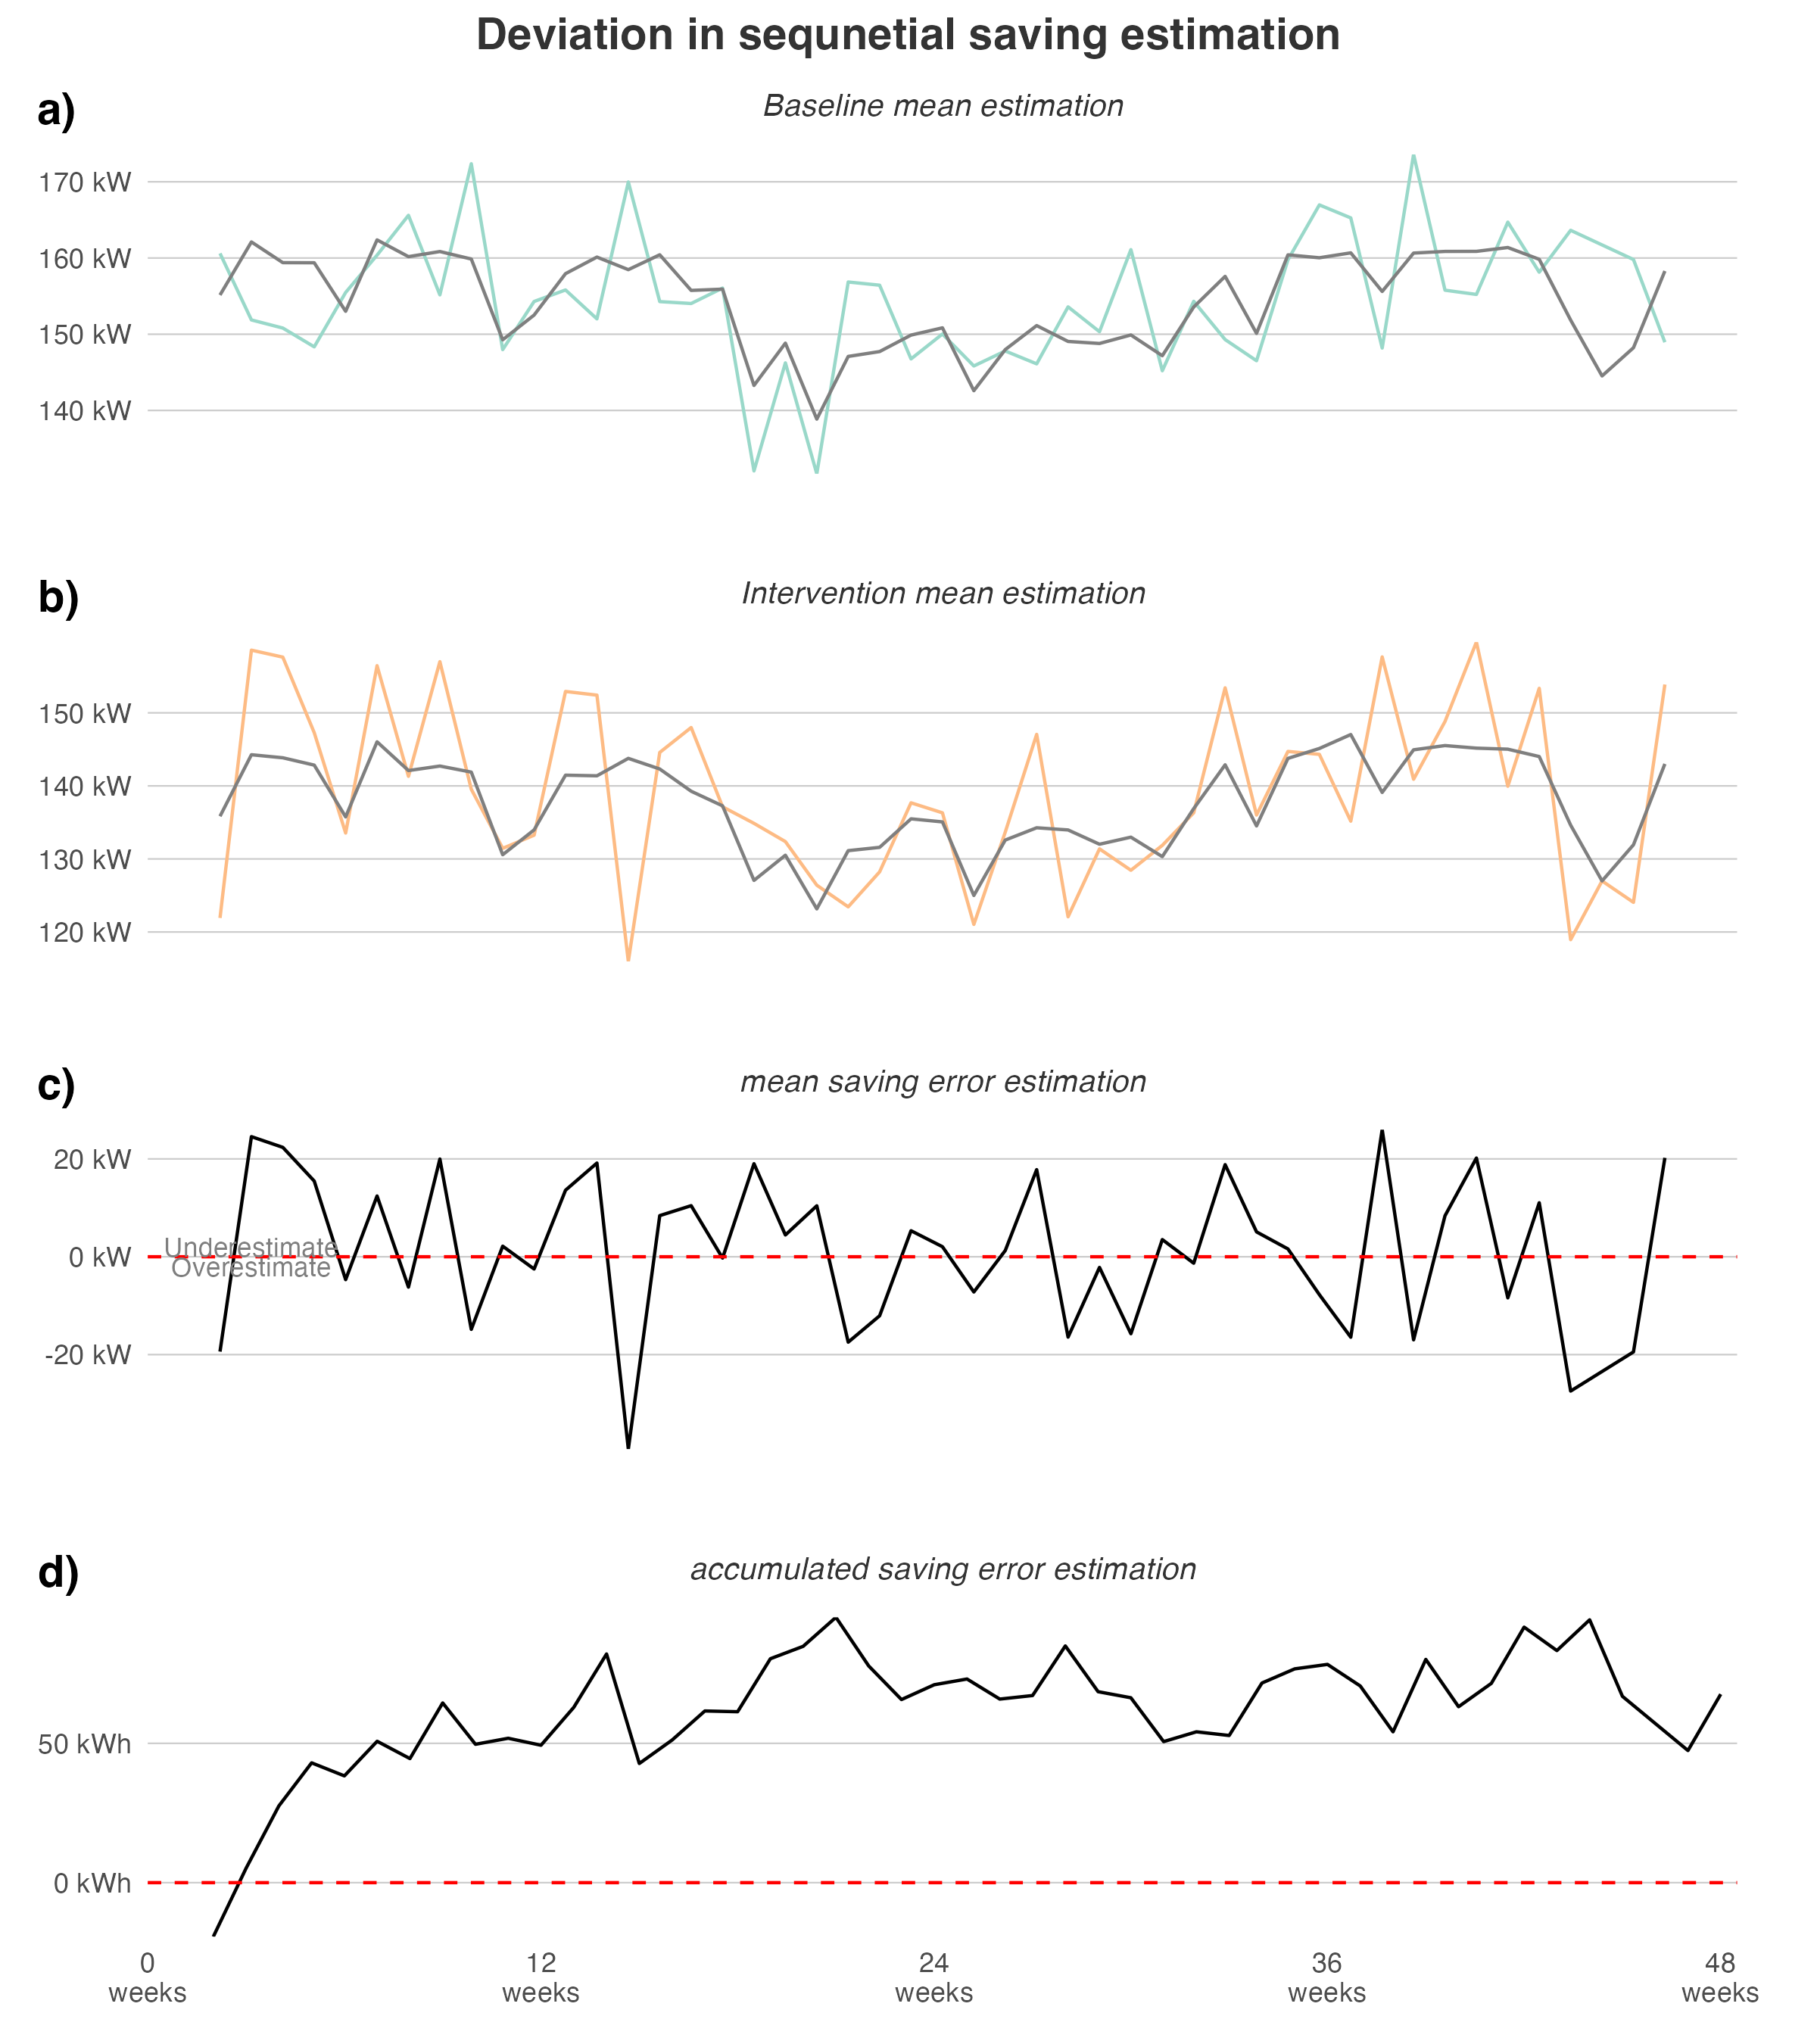 Deviation in sequnetial saving estimation
a)
Baseline mean estimation
170 kW
160 kW
150 kW
140 kW
b)
Intervention mean estimation
150 kW
140 kW
130 kW
120 kW
c)
mean saving error estimation
20 kW
Underestimate
0 kW
Overestimate
-20 kW
d)
accumulated saving error estimation
50 kWh
0 kWh
0 12 24 36 48
weeks weeks weeks weeks weeks